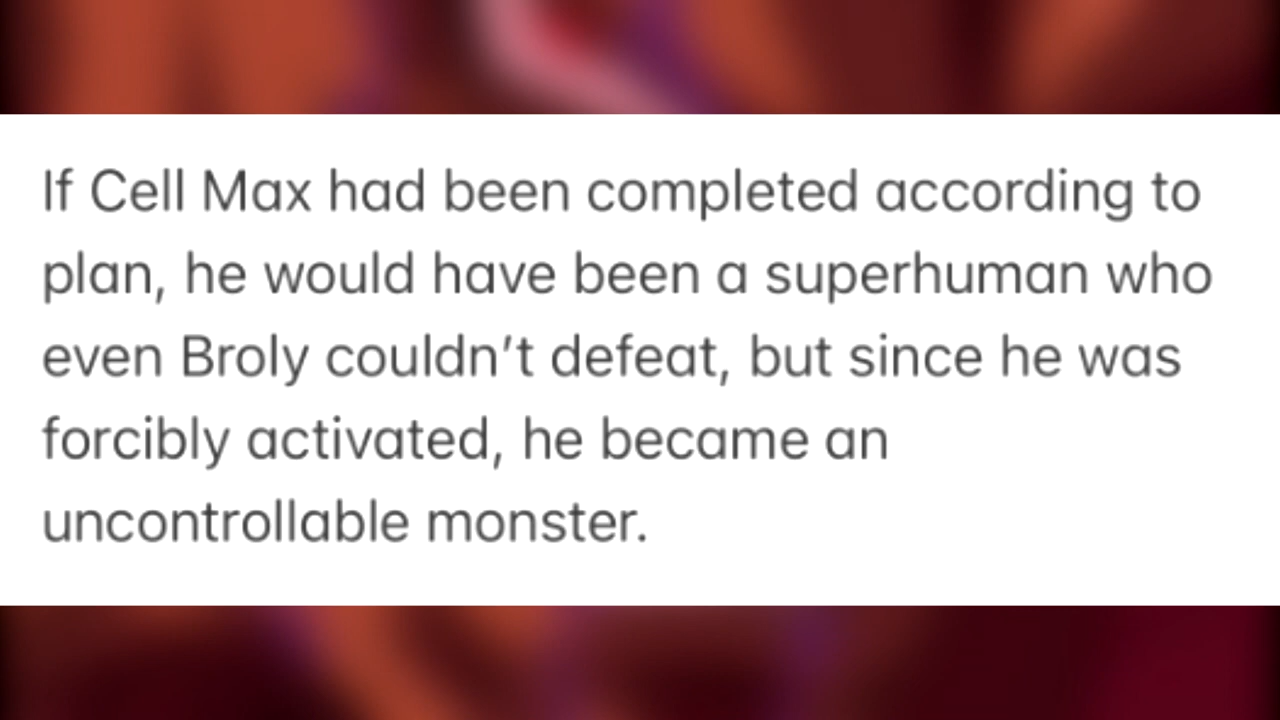 If Cell Max had been completed according to
plan, he would have been a superhuman who
even Broly couldn’t defeat, but since he was
forcibly activated, he became an
uncontrollable monster.